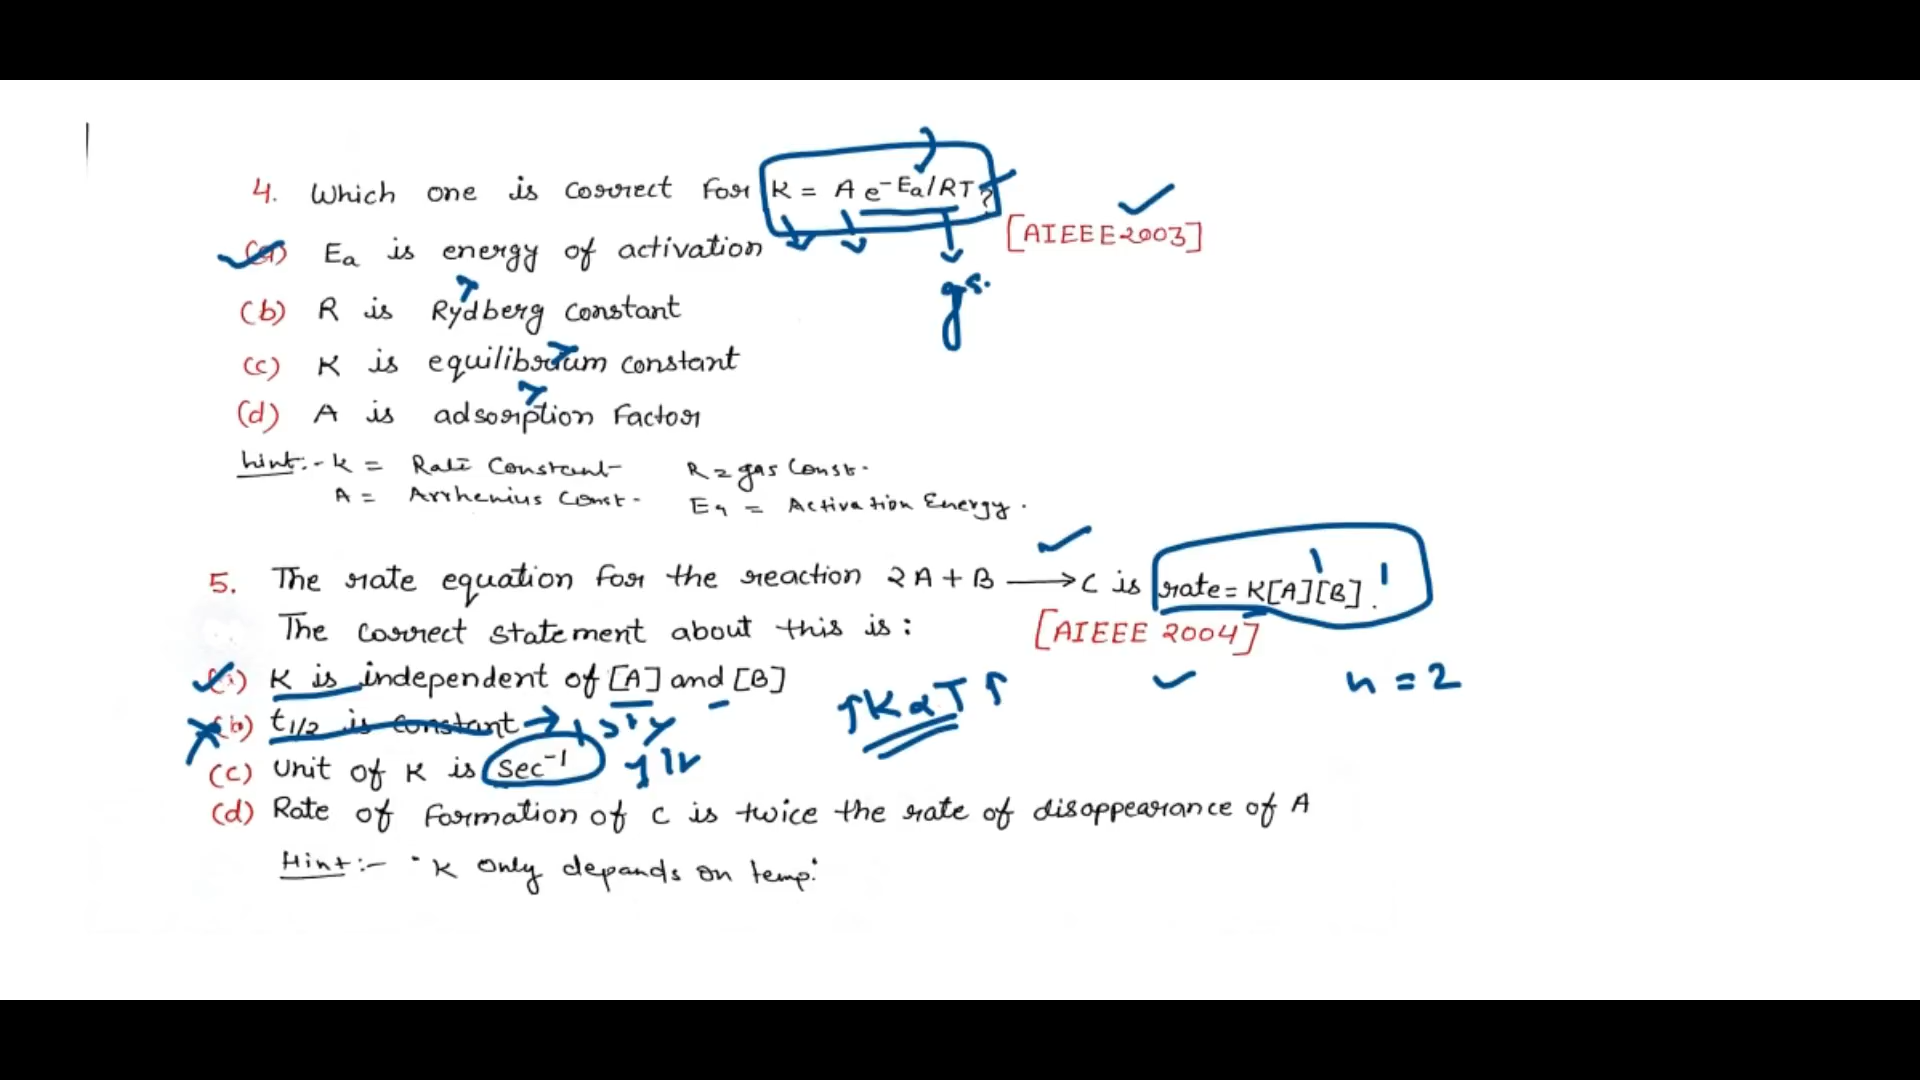 4. Which one is correct for K = A e^-Ea/RT ?
[AIEEE 2003]
(a) Ea is energy of activation
gs.
(b) R is Rydberg constant
(c) K is equilibrium constant
(d) A is adsorption Factor
hint:- k = Rate Constant R = gas Const.
A = Arrhenius Const. Ea = Activation Energy.
5. The rate equation for the reaction 2A + B ⟶ C is rate = K[A][B].
The correct statement about this is :
[AIEEE 2004]
K is independent of [A] and [B]
↑K α T↑
n = 2
(b) t1/2 is constant →
(c) Unit of K is Sec⁻¹
(d) Rate of Formation of C is twice the rate of disappearance of A
Hint :- • K only depends on temp.